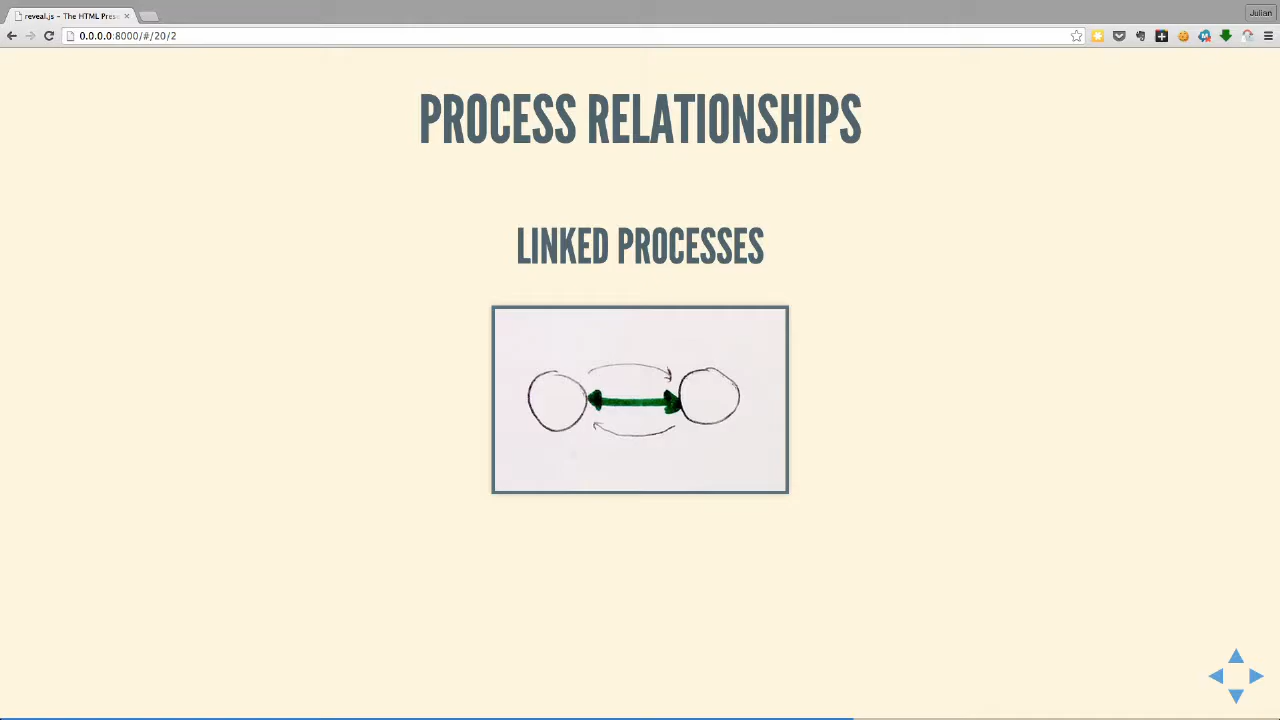 reveal.js – The HTML Pres
Julian
0.0.0.0:8000/#/20/2
PROCESS RELATIONSHIPS
LINKED PROCESSES